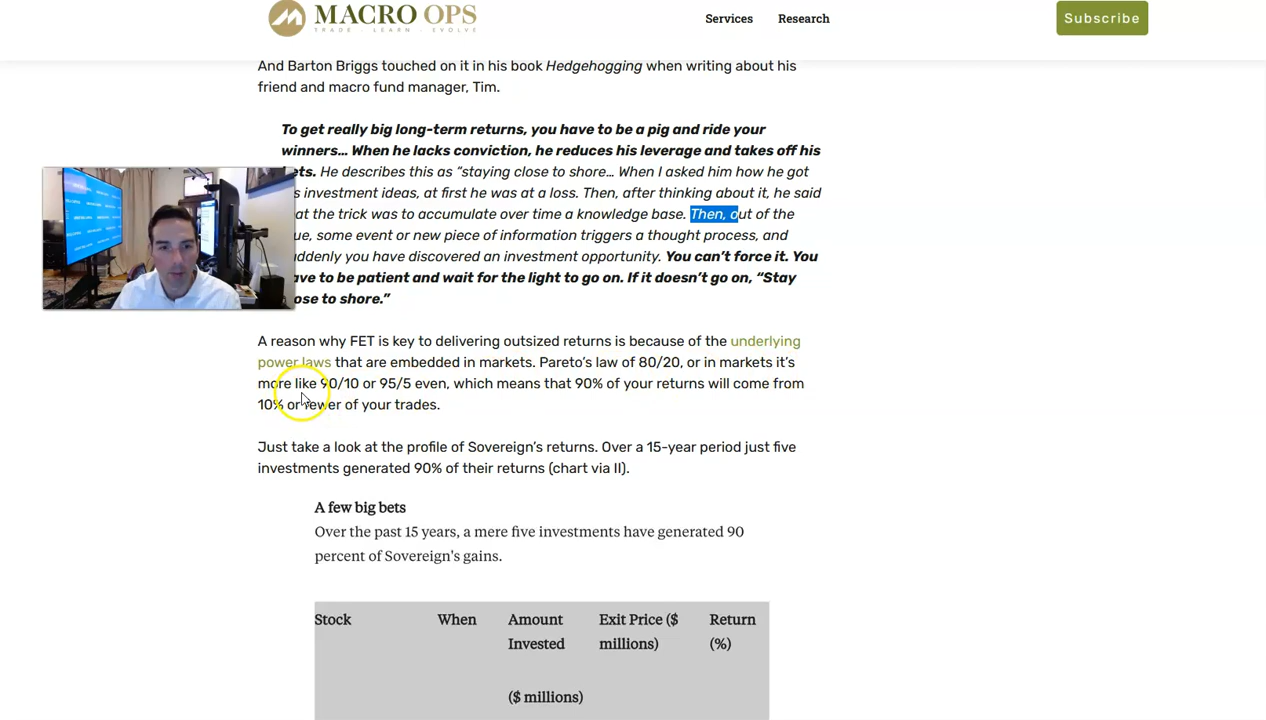 MACRO OPS
TRADE · LEARN · EVOLVE
Services
Research
Subscribe
And Barton Briggs touched on it in his book Hedgehogging when writing about his
friend and macro fund manager, Tim.
To get really big long-term returns, you have to be a pig and ride your
winners… When he lacks conviction, he reduces his leverage and takes off his
ets. He describes this as “staying close to shore… When I asked him how he got
s investment ideas, at first he was at a loss. Then, after thinking about it, he said
at the trick was to accumulate over time a knowledge base. Then, out of the
ue, some event or new piece of information triggers a thought process, and
uddenly you have discovered an investment opportunity. You can’t force it. You
ave to be patient and wait for the light to go on. If it doesn’t go on, “Stay
ose to shore.”
A reason why FET is key to delivering outsized returns is because of the underlying
power laws that are embedded in markets. Pareto’s law of 80/20, or in markets it’s
more like 90/10 or 95/5 even, which means that 90% of your returns will come from
10% or fewer of your trades.
Just take a look at the profile of Sovereign’s returns. Over a 15-year period just five
investments generated 90% of their returns (chart via II).
A few big bets
Over the past 15 years, a mere five investments have generated 90
percent of Sovereign's gains.
Stock When Amount Exit Price ($ Return
Invested millions) (%)
($ millions)